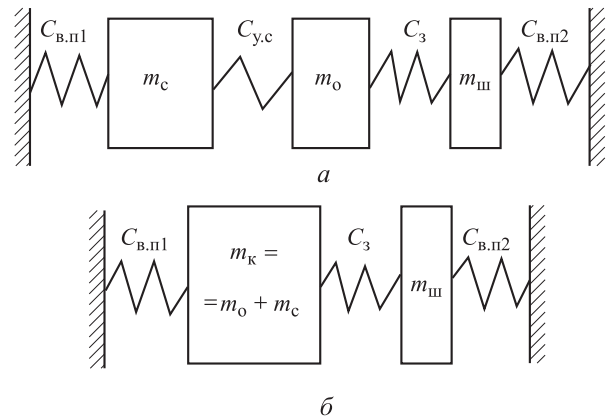 Cв.п1 Cу.с Cз Cв.п2
mс mо mш
а
Cв.п1 Cз Cв.п2
mк =
= mо + mс
mш
б